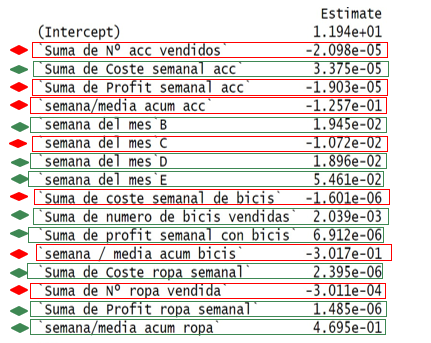 Estimate
(Intercept) 1.194e+01
`Suma de Nº acc vendidos` -2.098e-05
`Suma de Coste semanal acc` 3.375e-05
`Suma de Profit semanal acc` -1.903e-05
`semana/media acum acc` -1.257e-01
`semana del mes`B 1.945e-02
`semana del mes`C -1.072e-02
`semana del mes`D 1.896e-02
`semana del mes`E 5.461e-02
`Suma de coste semanal de bicis` -1.601e-06
`Suma de numero de bicis vendidas` 2.039e-03
`Suma de profit semanal con bicis` 6.912e-06
`semana / media acum bicis` -3.017e-01
`Suma de Coste ropa semanal` 2.395e-06
`Suma de Nº ropa vendida` -3.011e-04
`Suma de Profit ropa semanal` 1.485e-06
`semana/media acum ropa` 4.695e-01